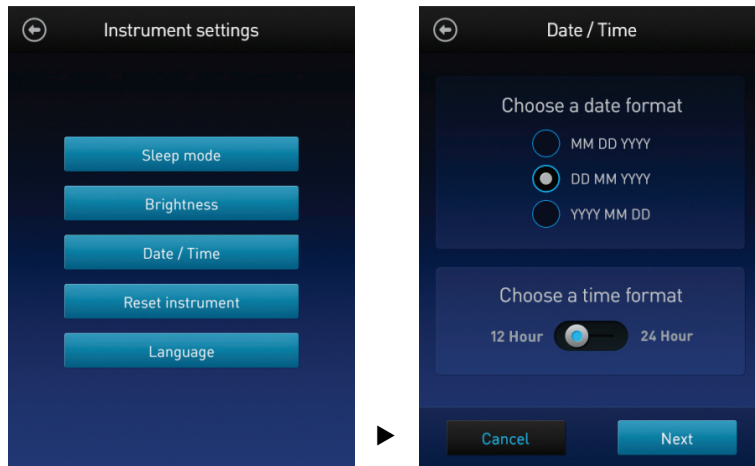 Instrument settings
Sleep mode
Brightness
Date / Time
Reset instrument
Language
Date / Time
Choose a date format
MM DD YYYY
DD MM YYYY
YYYY MM DD
Choose a time format
12 Hour 24 Hour
Cancel Next